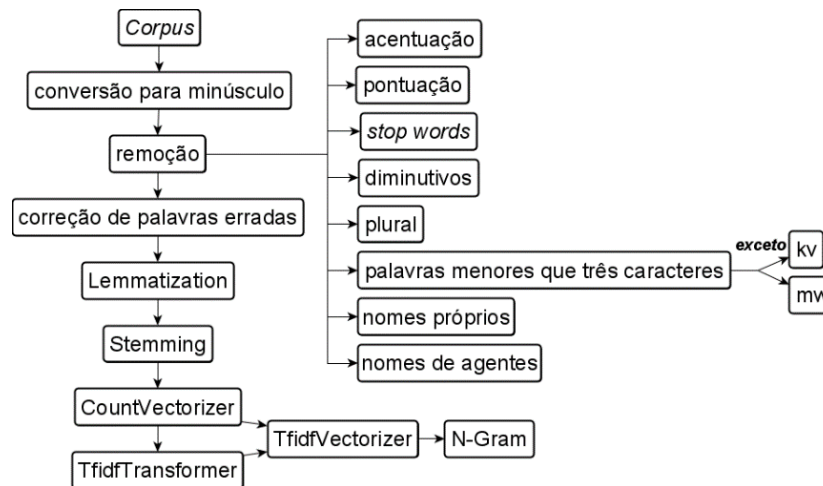 Corpus
conversão para minúsculo
remoção
correção de palavras erradas
Lemmatization
Stemming
CountVectorizer
TfidfTransformer
TfidfVectorizer
N-Gram
acentuação
pontuação
stop words
diminutivos
plural
palavras menores que três caracteres
exceto
kv
mw
nomes próprios
nomes de agentes